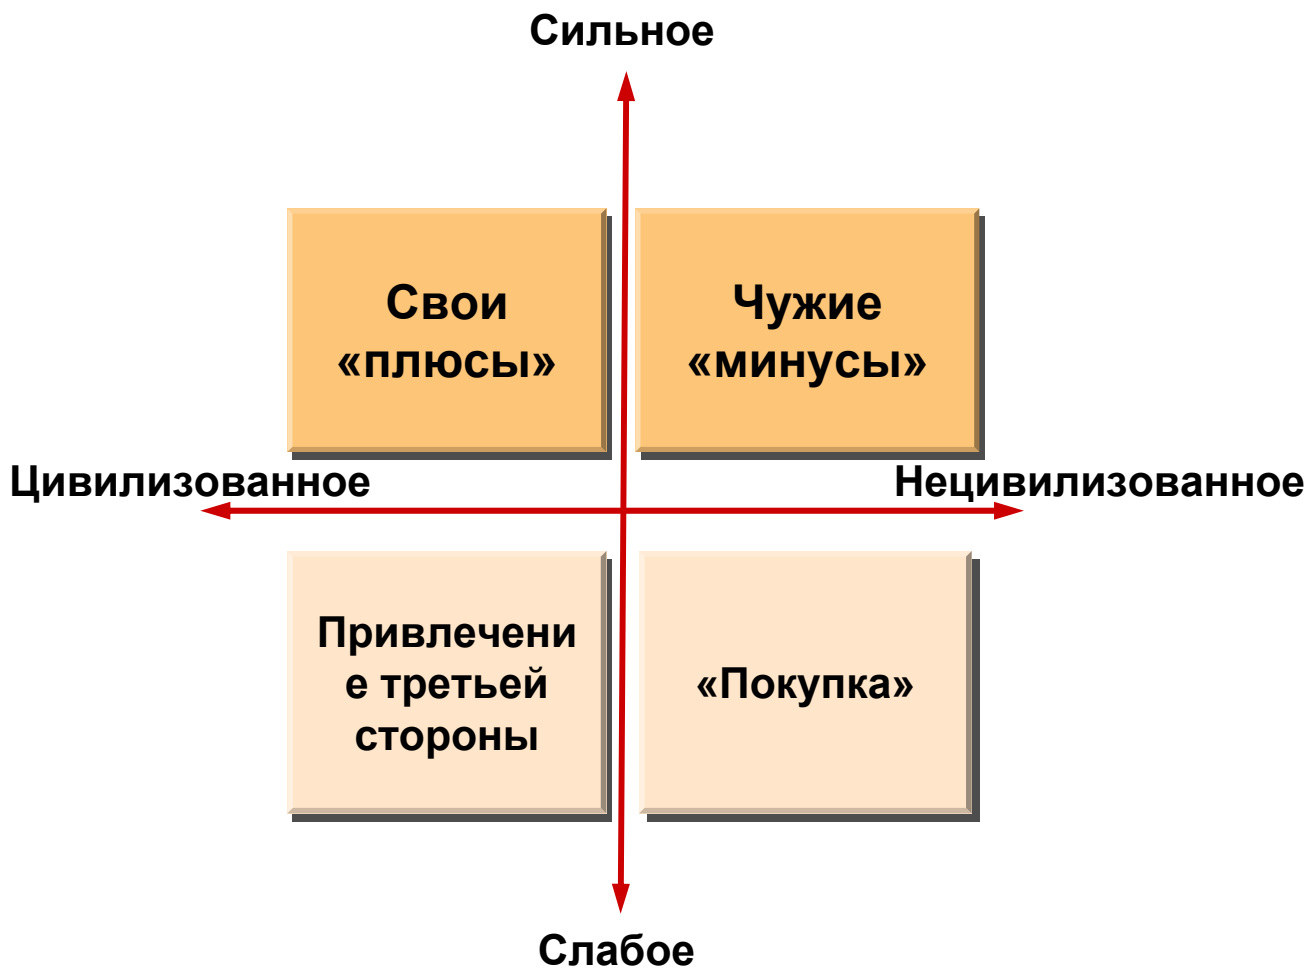 Сильное
Свои
«плюсы»
Чужие
«минусы»
Цивилизованное
Нецивилизованное
Привлечени
е третьей
стороны
«Покупка»
Слабое